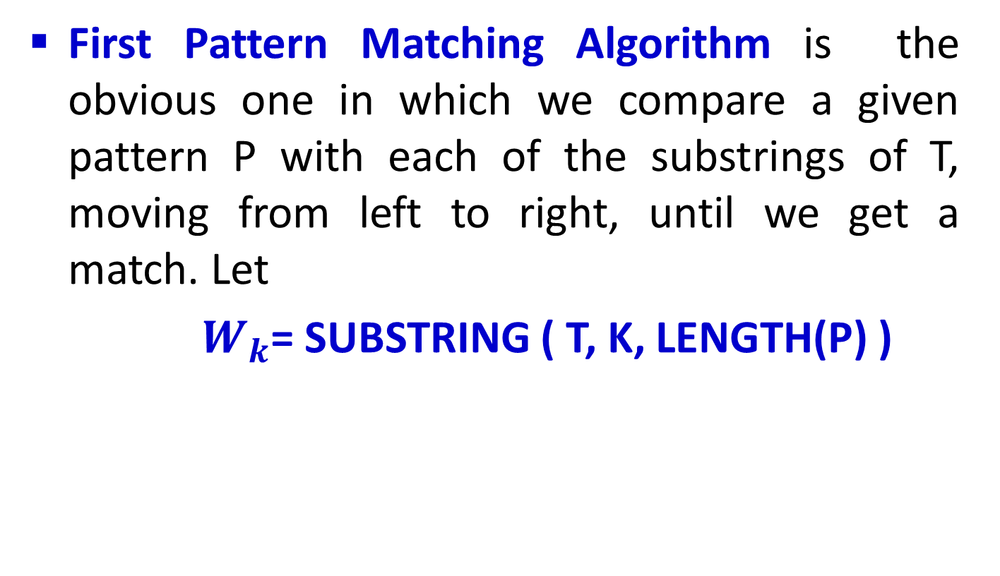 ▪ First Pattern Matching Algorithm is the
obvious one in which we compare a given
pattern P with each of the substrings of T,
moving from left to right, until we get a
match. Let
W_k= SUBSTRING ( T, K, LENGTH(P) )